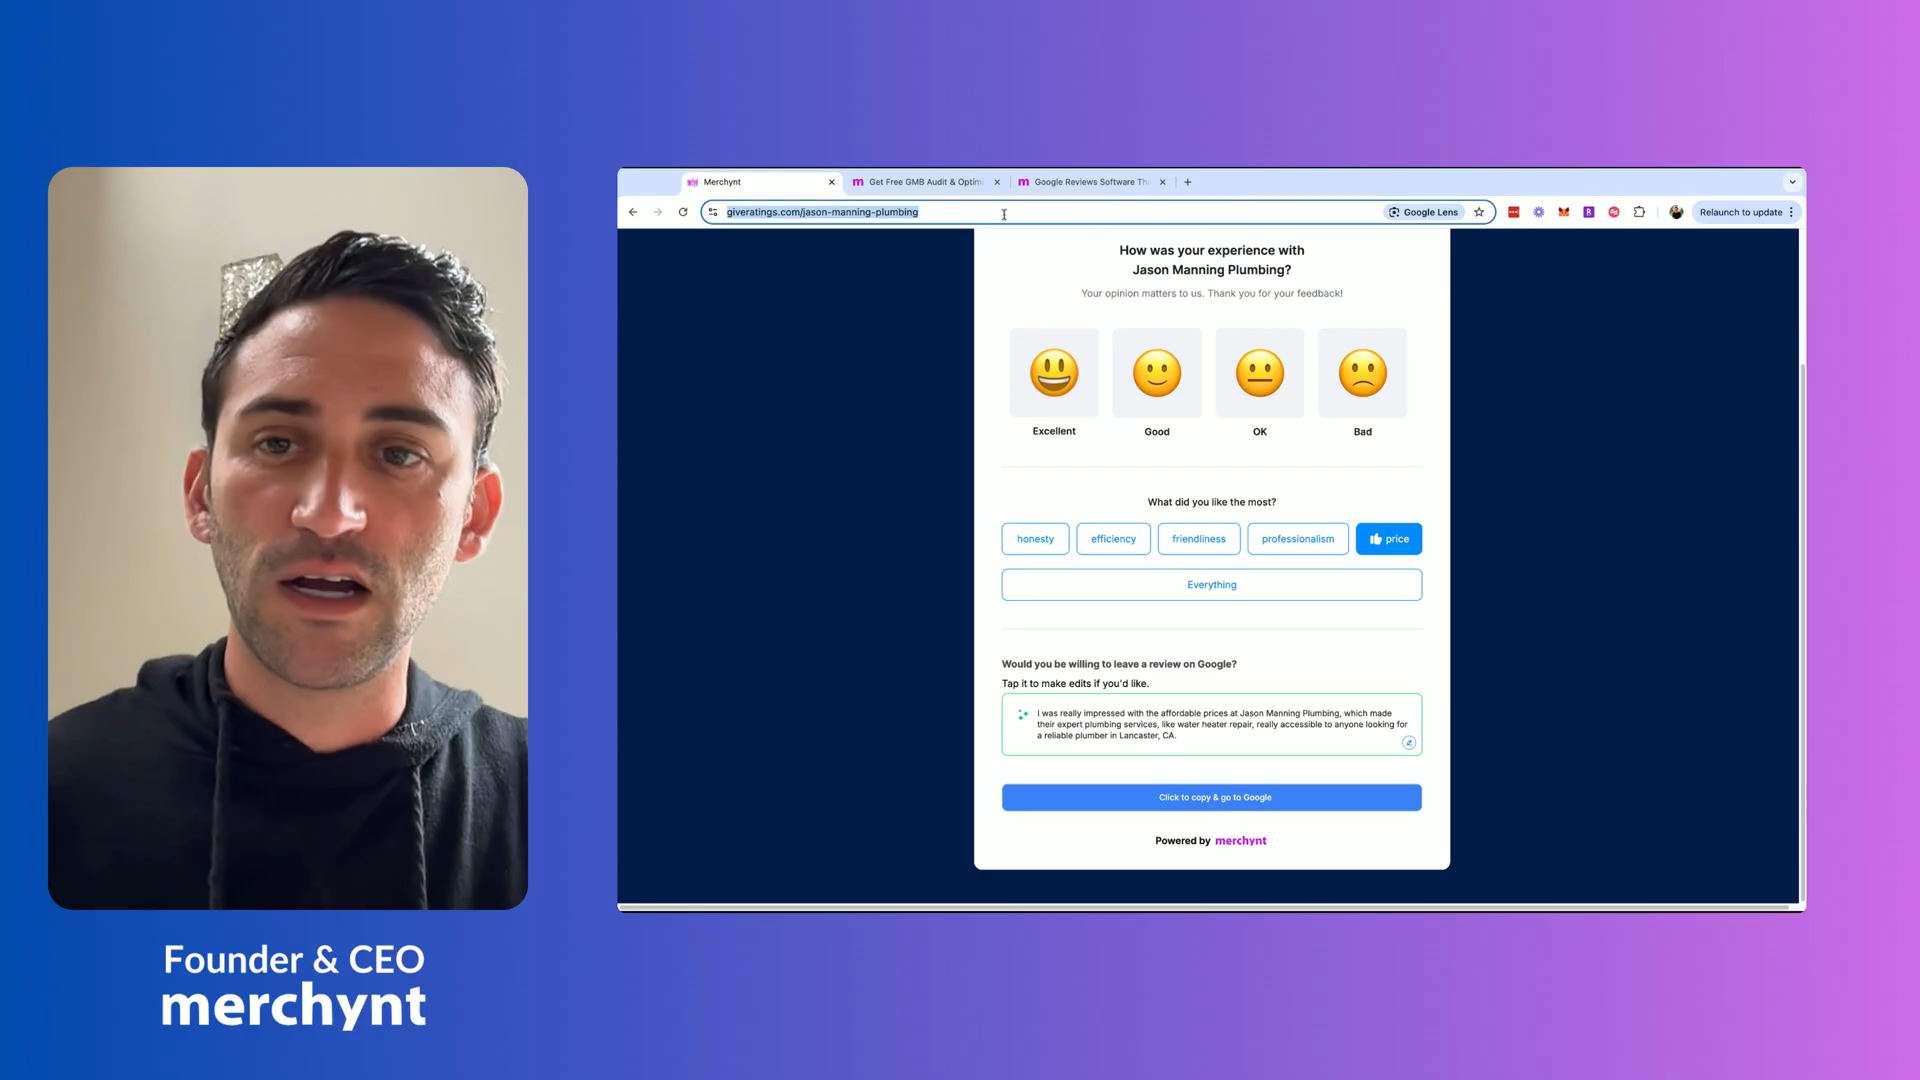 Merchynt
Get Free GMB Audit & Optimi
Google Reviews Software Th
giveratings.com/jason-manning-plumbing
Google Lens
Relaunch to update
How was your experience with
Jason Manning Plumbing?
Your opinion matters to us. Thank you for your feedback!
Excellent
Good
OK
Bad
What did you like the most?
honesty
efficiency
friendliness
professionalism
price
Everything
Would you be willing to leave a review on Google?
Tap it to make edits if you'd like.
I was really impressed with the affordable prices at Jason Manning Plumbing, which made
their expert plumbing services, like water heater repair, really accessible to anyone looking for
a reliable plumber in Lancaster, CA.
Click to copy & go to Google
Powered by merchynt
Founder & CEO
merchynt